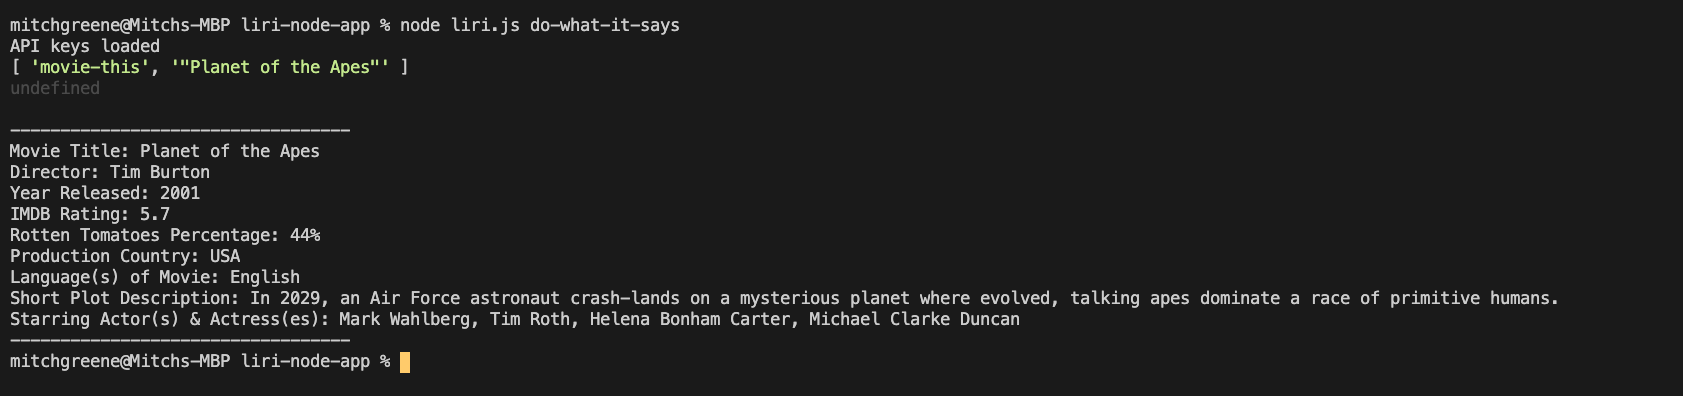 mitchgreene@Mitchs-MBP liri-node-app % node liri.js do-what-it-says
API keys loaded
[ 'movie-this', '"Planet of the Apes"' ]
undefined
----------------------------------
Movie Title: Planet of the Apes
Director: Tim Burton
Year Released: 2001
IMDB Rating: 5.7
Rotten Tomatoes Percentage: 44%
Production Country: USA
Language(s) of Movie: English
Short Plot Description: In 2029, an Air Force astronaut crash-lands on a mysterious planet where evolved, talking apes dominate a race of primitive humans.
Starring Actor(s) & Actress(es): Mark Wahlberg, Tim Roth, Helena Bonham Carter, Michael Clarke Duncan
----------------------------------
mitchgreene@Mitchs-MBP liri-node-app %